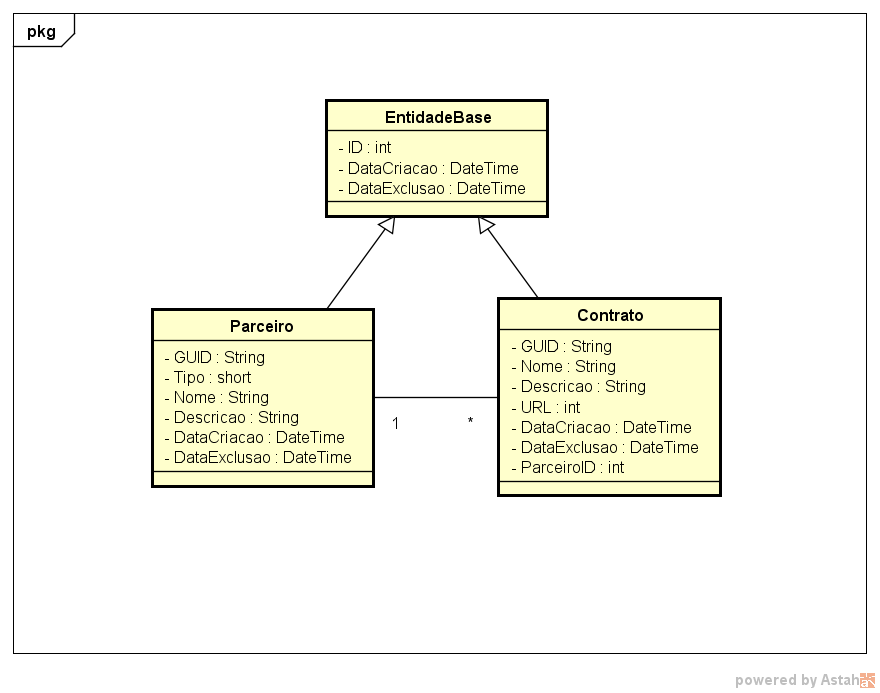 pkg
EntidadeBase
- ID : int
- DataCriacao : DateTime
- DataExclusao : DateTime
Parceiro
- GUID : String
- Tipo : short
- Nome : String
- Descricao : String
- DataCriacao : DateTime
- DataExclusao : DateTime
1
*
Contrato
- GUID : String
- Nome : String
- Descricao : String
- URL : int
- DataCriacao : DateTime
- DataExclusao : DateTime
- ParceiroID : int
powered by Astah